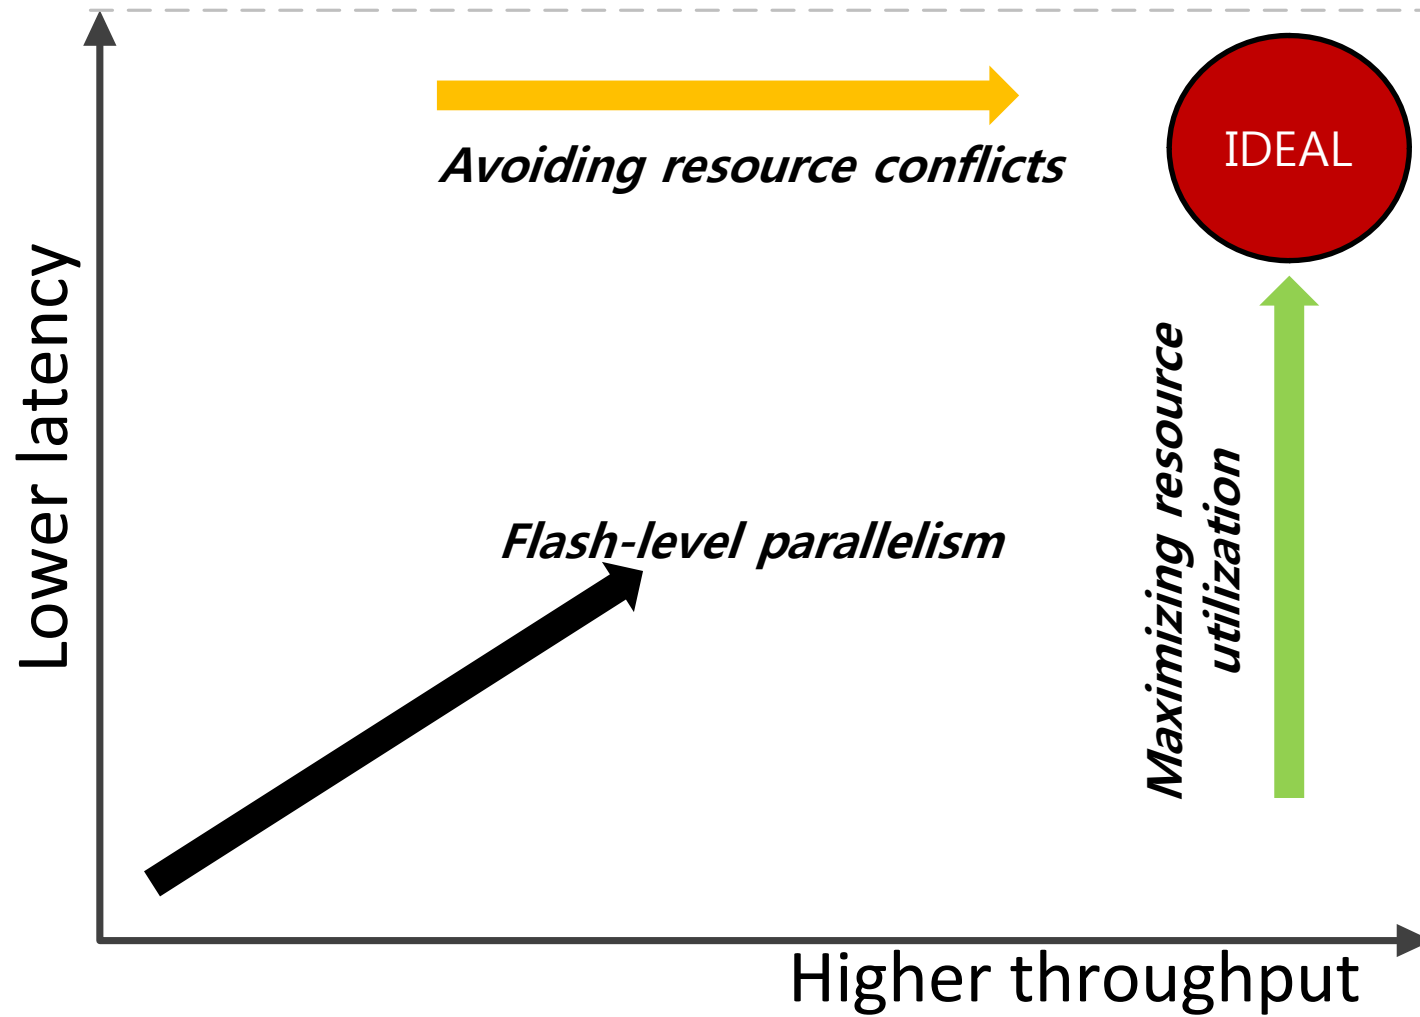 Avoiding resource conflicts
IDEAL
Lower latency
Flash-level parallelism
Maximizing resource
utilization
Higher throughput